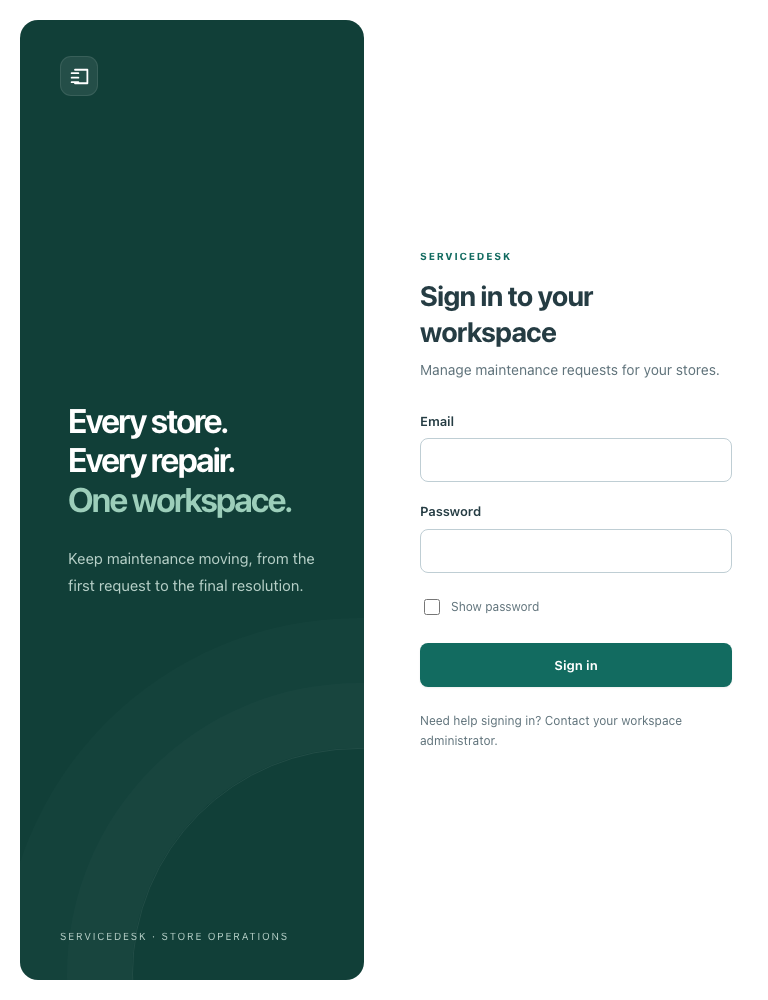 Every store.
Every repair.
One workspace.
Keep maintenance moving, from the
first request to the final resolution.
SERVICEDESK · STORE OPERATIONS
SERVICEDESK
Sign in to your
workspace
Manage maintenance requests for your stores.
Email
Password
Show password
Sign in
Need help signing in? Contact your workspace
administrator.